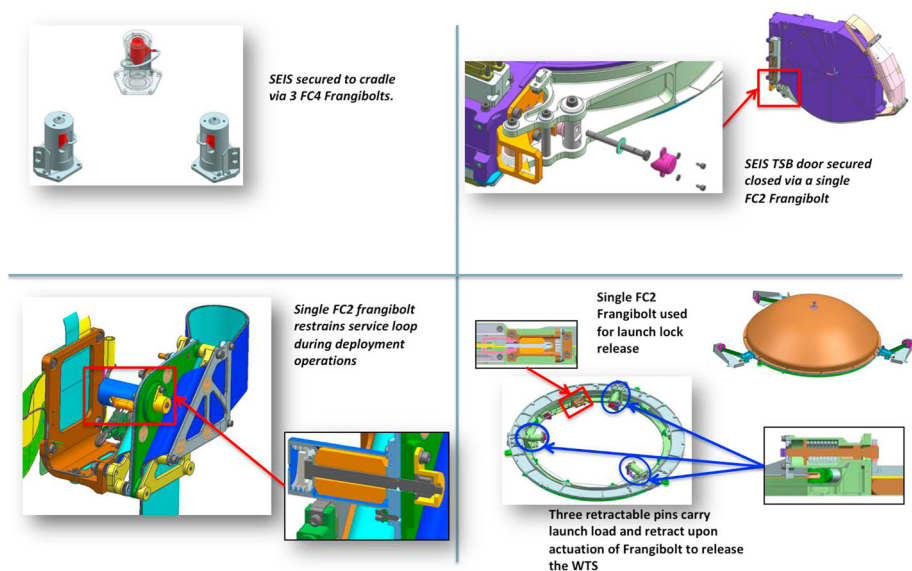 SEIS secured to cradle
via 3 FC4 Frangibolts.
SEIS TSB door secured
closed via a single
FC2 Frangibolt
Single FC2 frangibolt
restrains service loop
during deployment
operations
Single FC2
Frangibolt used
for launch lock
release
Three retractable pins carry
launch load and retract upon
actuation of Frangibolt to release
the WTS